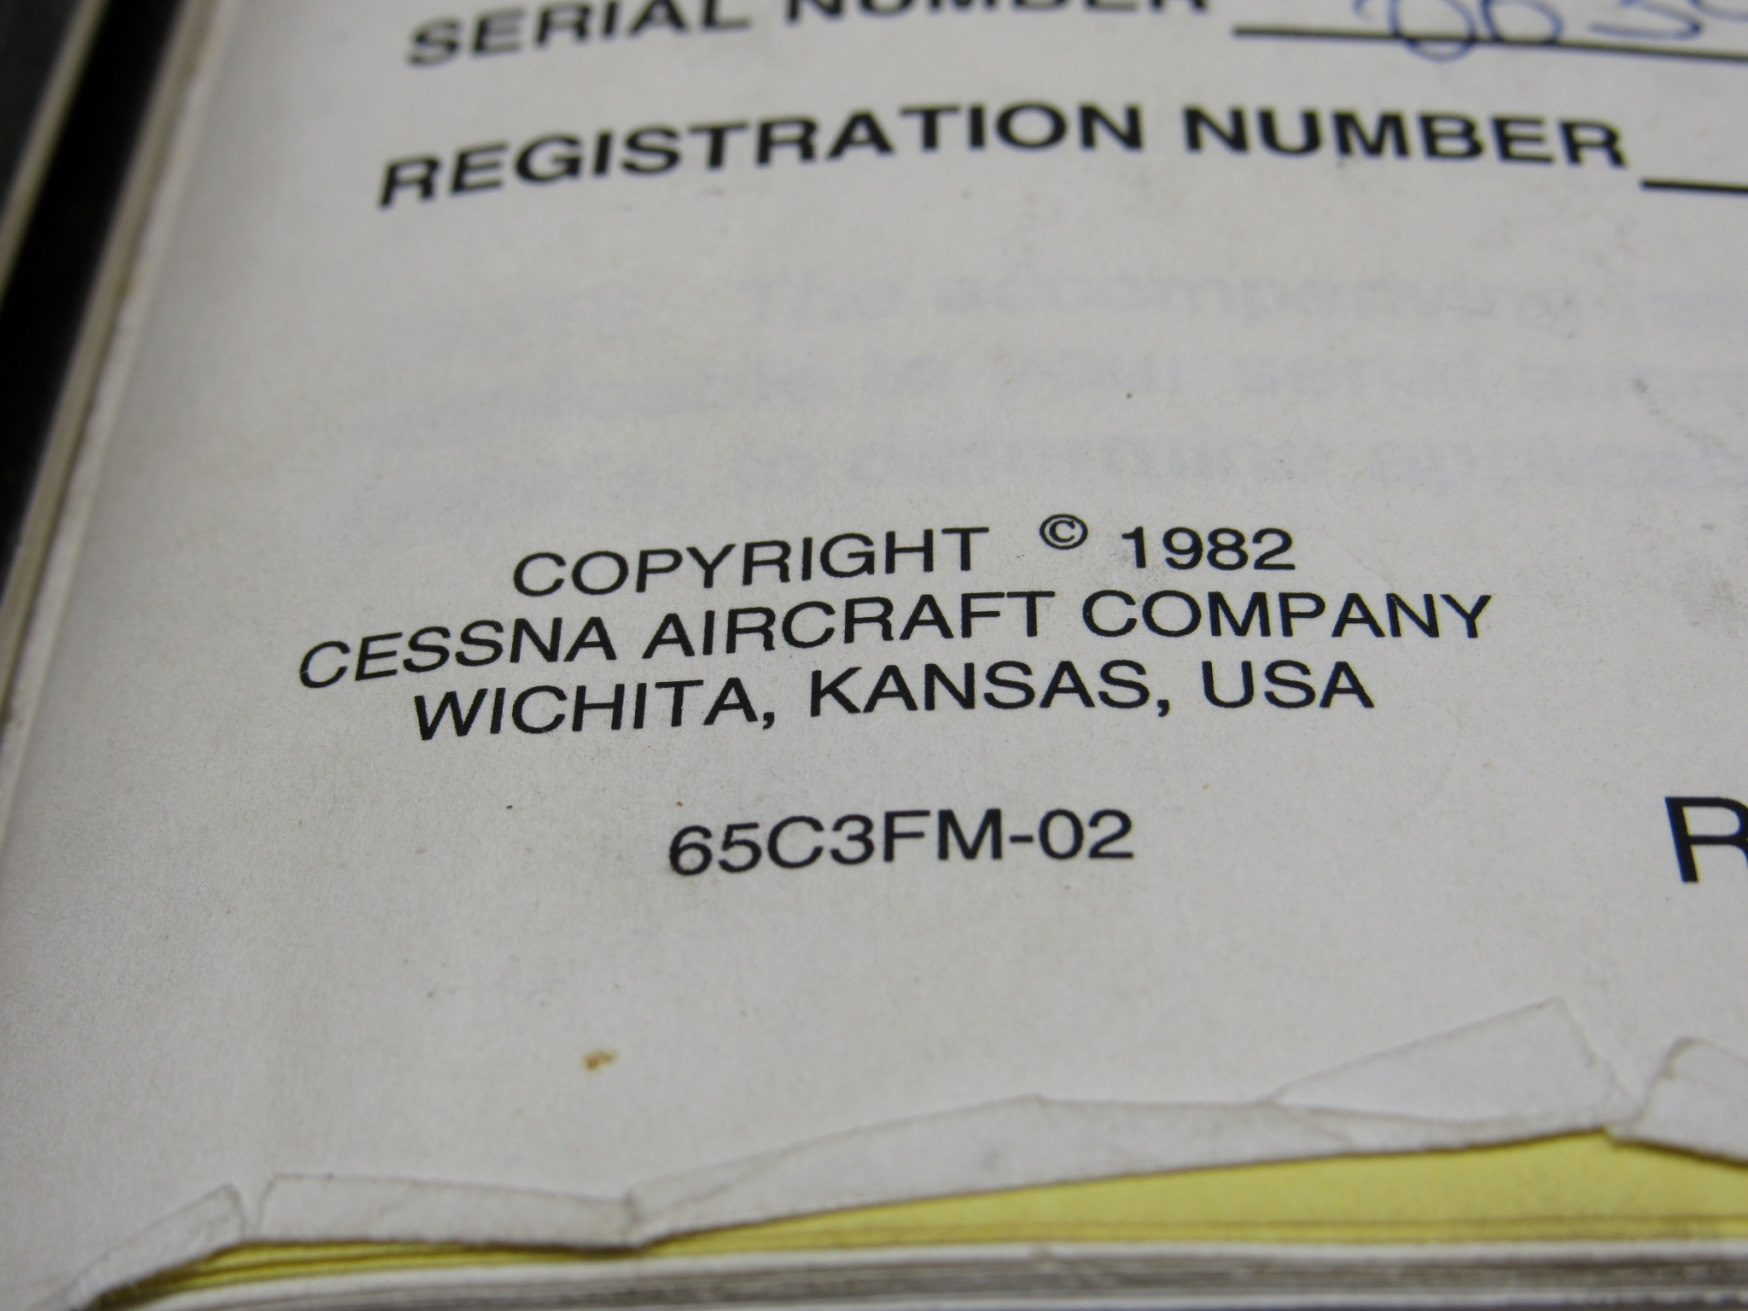 SERIAL NUMBER
REGISTRATION NUMBER
COPYRIGHT © 1982
CESSNA AIRCRAFT COMPANY
WICHITA, KANSAS, USA
65C3FM-02
R